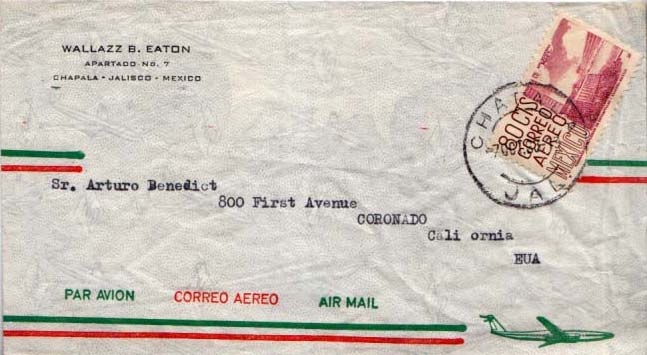 WALLAZZ B. EATON
APARTADO No. 7
CHAPALA - JALISCO - MEXICO
80 CTS
CORREO
AEREO
MEXICO
JAL
Sr. Arturo Benedict
800 First Avenue
CORONADO
Cali ornia
EUA
PAR AVION CORREO AEREO AIR MAIL